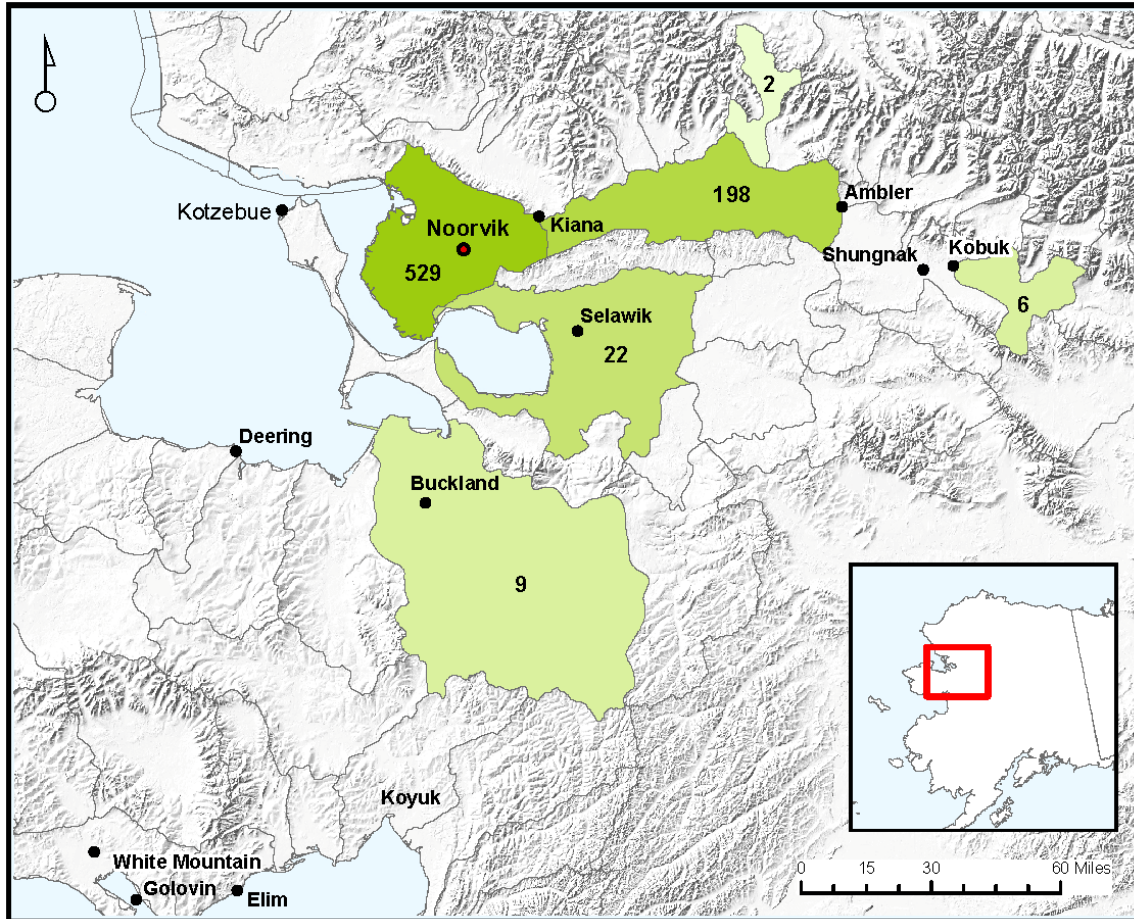 2
198
Ambler
Kotzebue
Noorvik
Kiana
Shungnak
Kobuk
529
6
Selawik
22
Deering
Buckland
9
Koyuk
White Mountain
Golovin
Elim
0 15 30 60 Miles